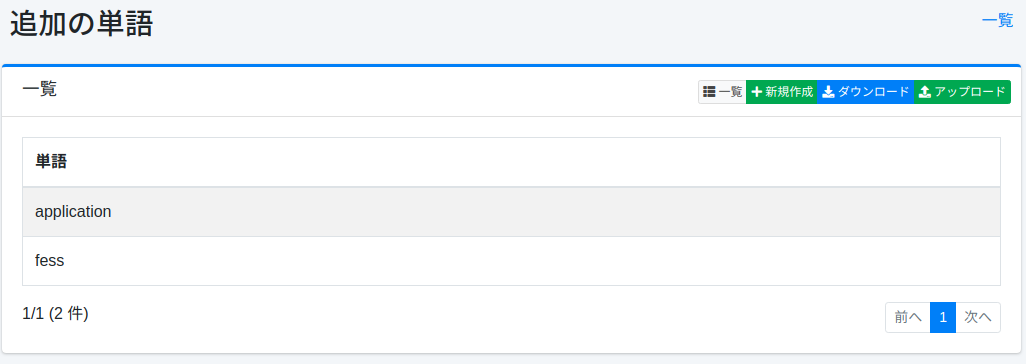 追加の単語
一覧
一覧
一覧 新規作成 ダウンロード アップロード
単語
application
fess
1/1 (2 件)
前へ 1 次へ